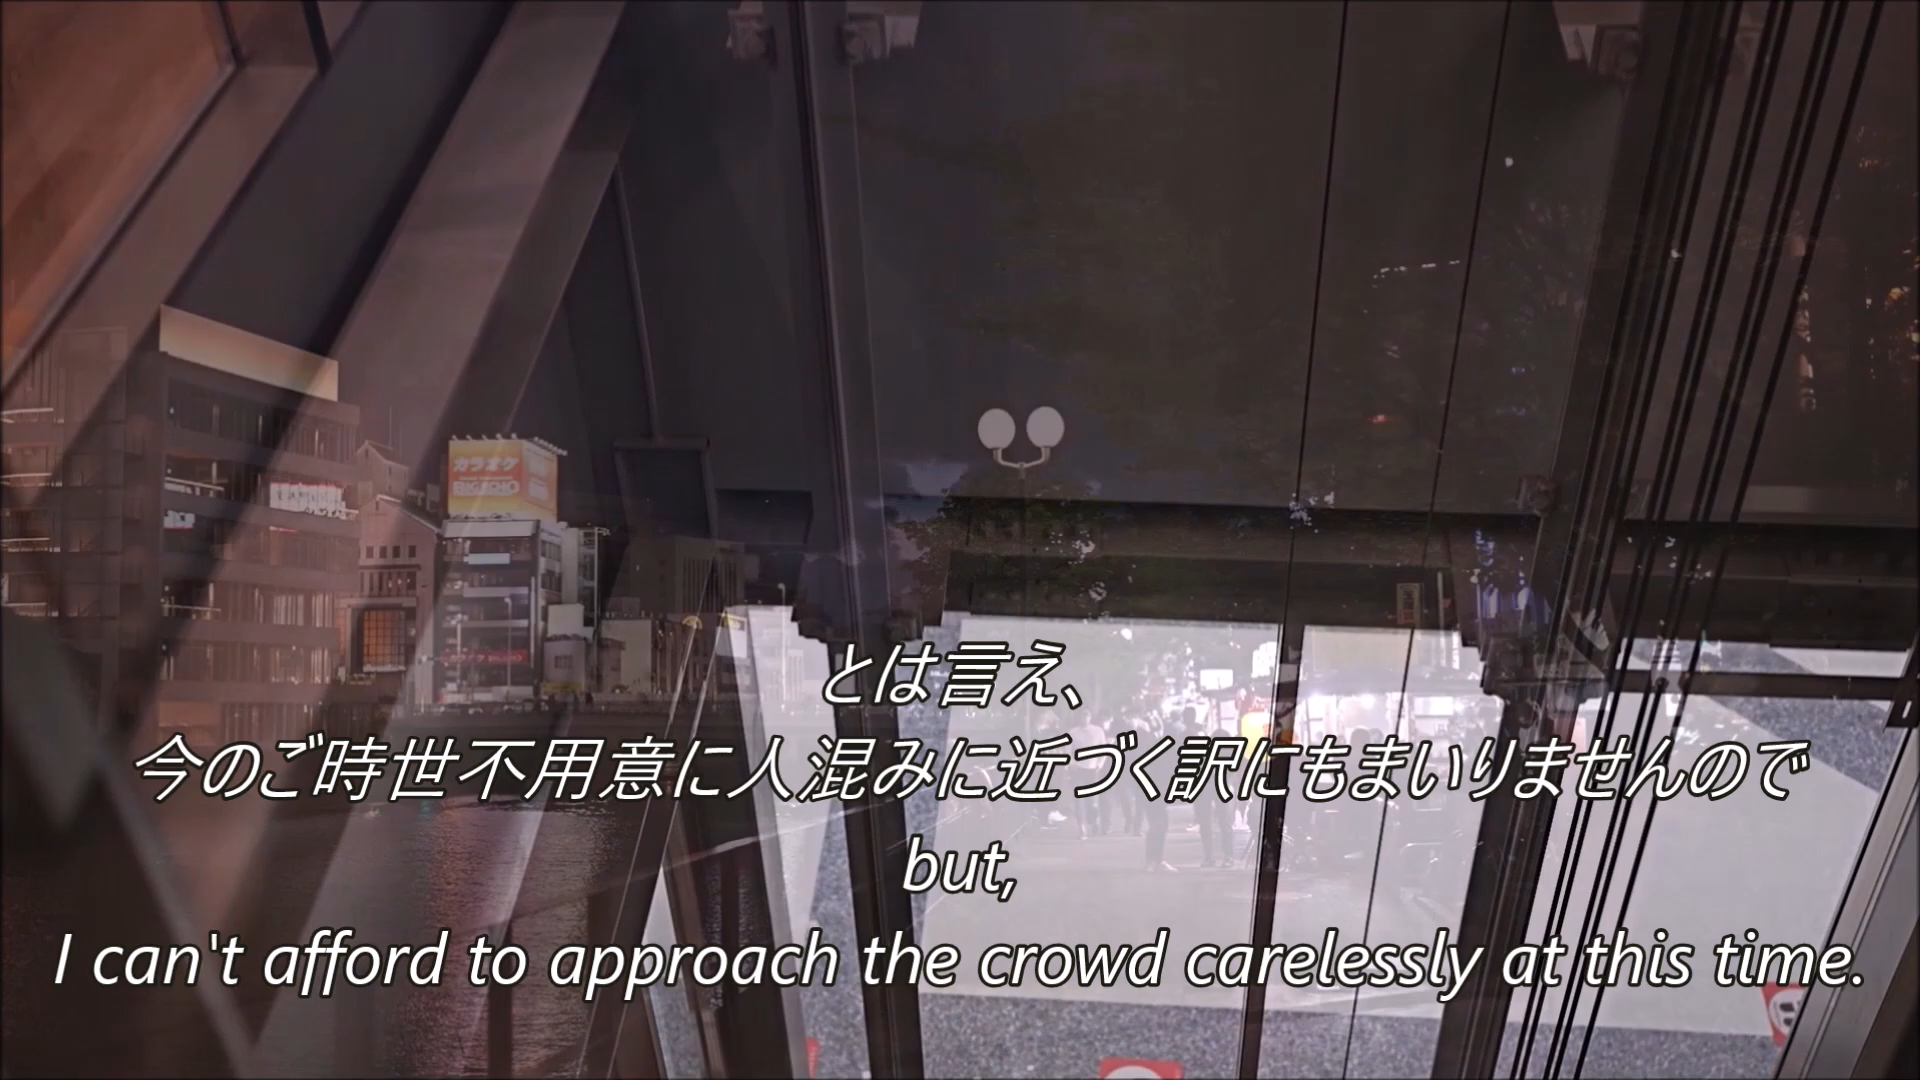 カラオケ
BIG ECHO
とは言え、
今のご時世不用意に人混みに近づく訳にもまいりませんので
but,
I can't afford to approach the crowd carelessly at this time.